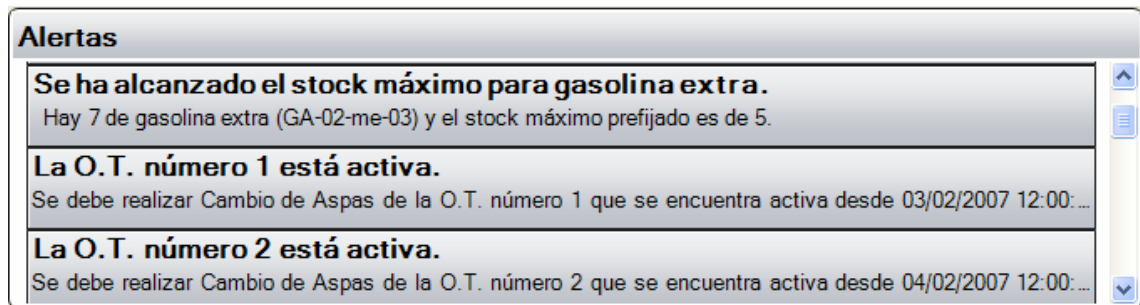 Alertas
Se ha alcanzado el stock máximo para gasolina extra.
Hay 7 de gasolina extra (GA-02-me-03) y el stock máximo prefijado es de 5.
La O.T. número 1 está activa.
Se debe realizar Cambio de Aspas de la O.T. número 1 que se encuentra activa desde 03/02/2007 12:00:...
La O.T. número 2 está activa.
Se debe realizar Cambio de Aspas de la O.T. número 2 que se encuentra activa desde 04/02/2007 12:00:...